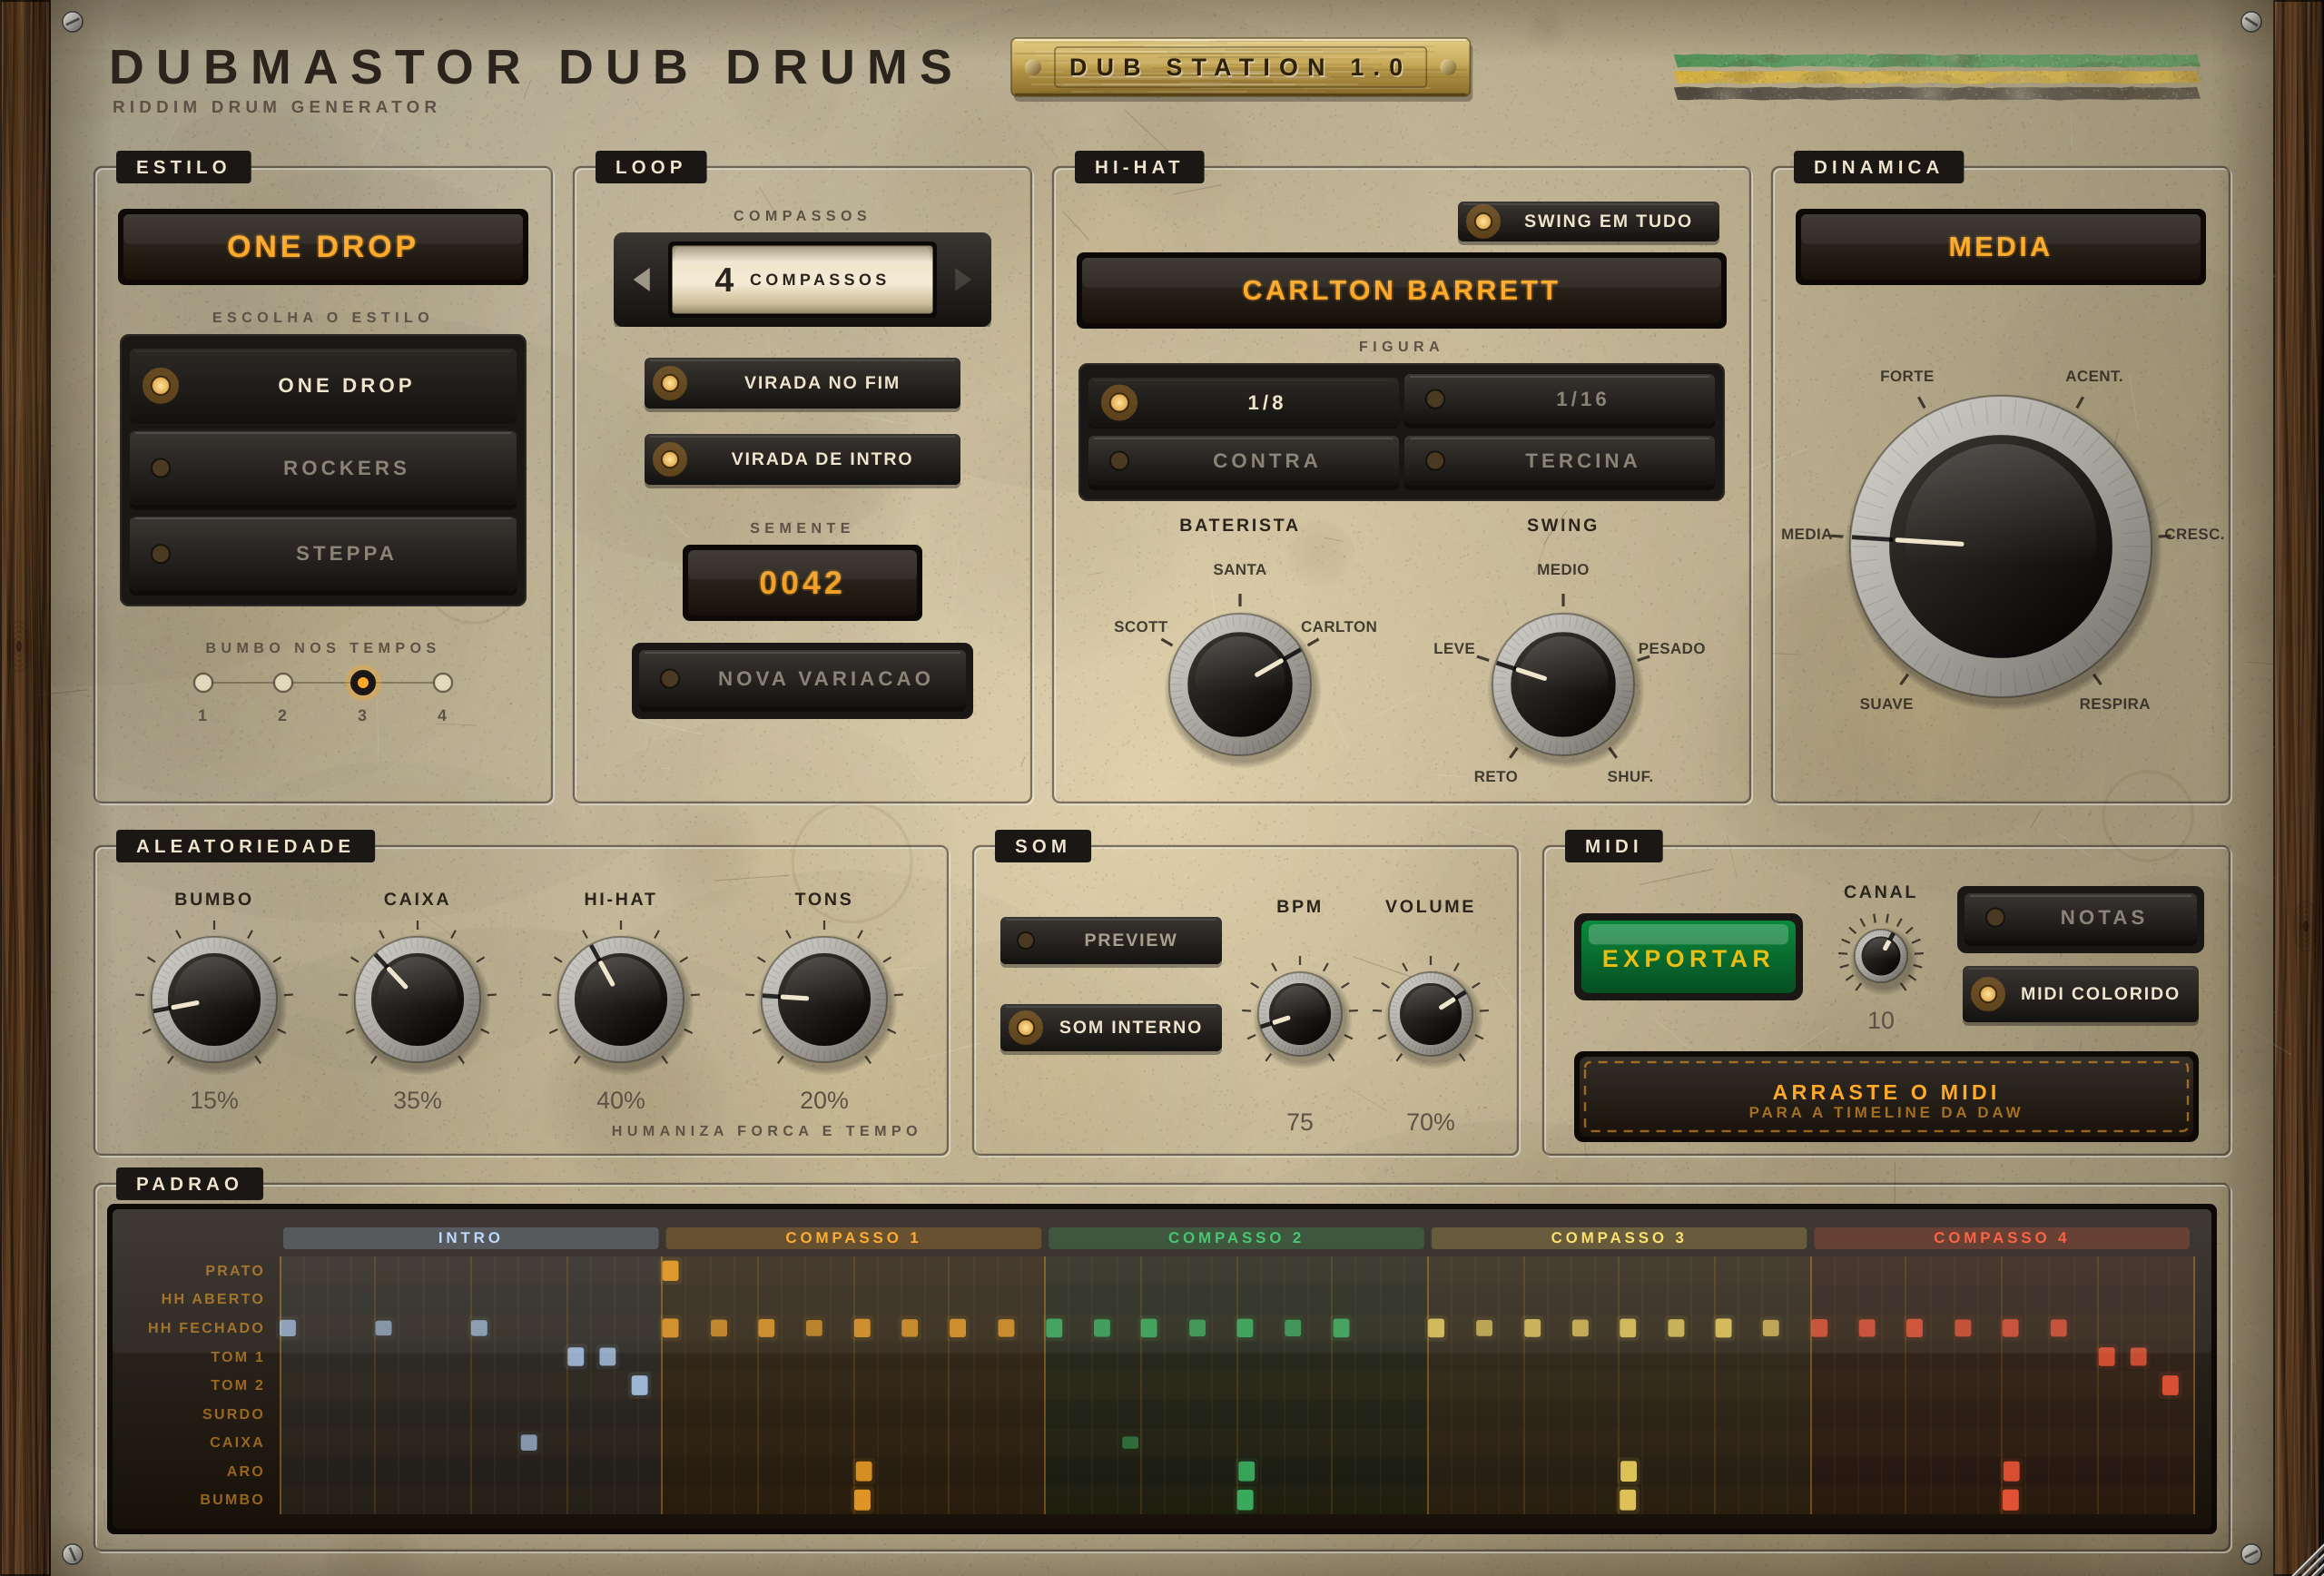 DUBMASTOR DUB DRUMS
RIDDIM DRUM GENERATOR
DUB STATION 1.0
ESTILO
ONE DROP
ESCOLHA O ESTILO
ONE DROP
ROCKERS
STEPPA
BUMBO NOS TEMPOS
1 2 3 4
LOOP
COMPASSOS
4 COMPASSOS
VIRADA NO FIM
VIRADA DE INTRO
SEMENTE
0042
NOVA VARIACAO
HI-HAT
SWING EM TUDO
CARLTON BARRETT
FIGURA
1/8 1/16
CONTRA TERCINA
BATERISTA
SANTA
SCOTT CARLTON
SWING
MEDIO
LEVE PESADO
RETO SHUF.
DINAMICA
MEDIA
FORTE ACENT.
MEDIA CRESC.
SUAVE RESPIRA
ALEATORIEDADE
BUMBO CAIXA HI-HAT TONS
15% 35% 40% 20%
HUMANIZA FORCA E TEMPO
SOM
PREVIEW
SOM INTERNO
BPM VOLUME
75 70%
MIDI
EXPORTAR
CANAL
10
NOTAS
MIDI COLORIDO
ARRASTE O MIDI
PARA A TIMELINE DA DAW
PADRAO
INTRO COMPASSO 1 COMPASSO 2 COMPASSO 3 COMPASSO 4
PRATO
HH ABERTO
HH FECHADO
TOM 1
TOM 2
SURDO
CAIXA
ARO
BUMBO